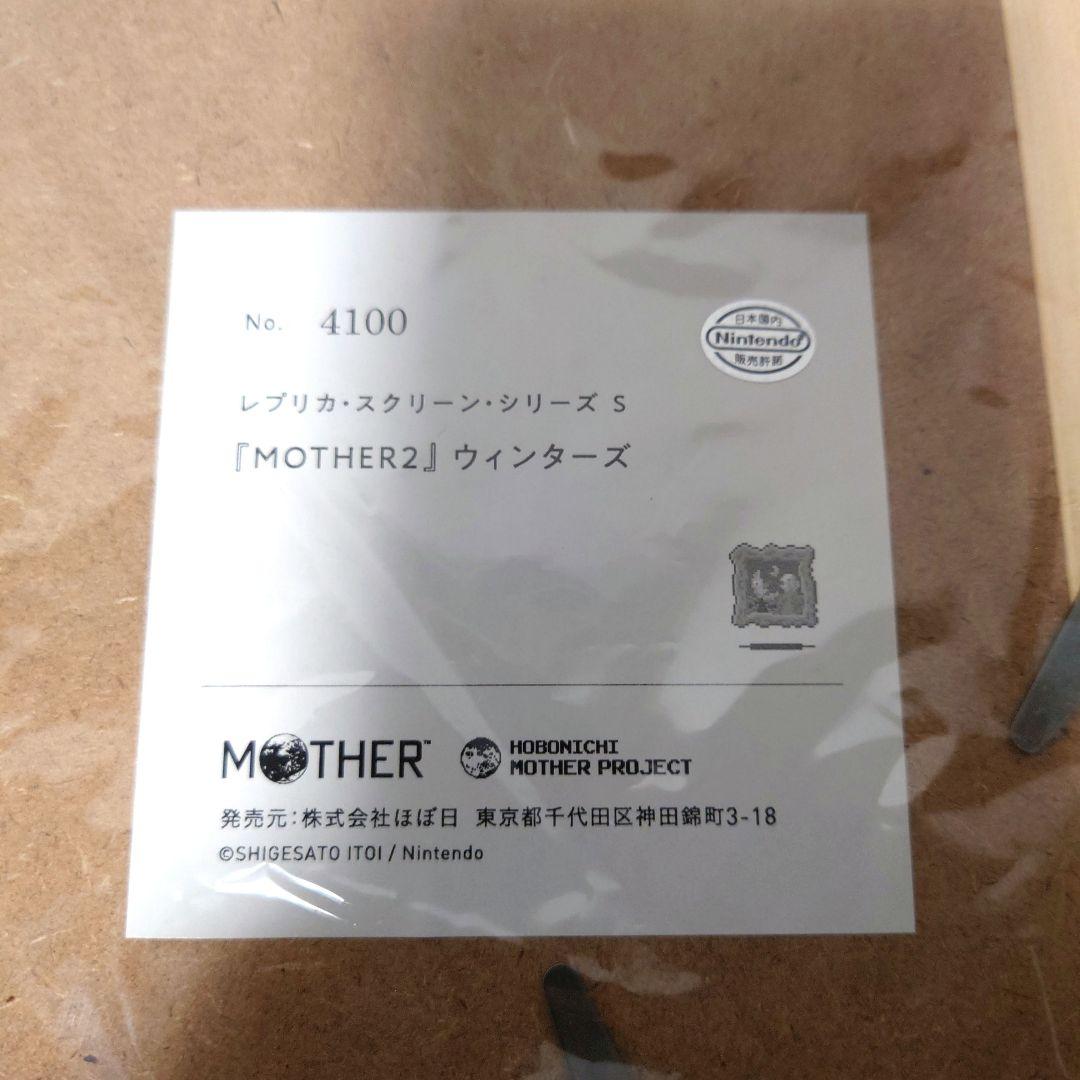 No. 4100
日本国内
Nintendo
販売許諾
レプリカ・スクリーン・シリーズ S
『MOTHER2』ウィンターズ
MOTHER™
HOBONICHI
MOTHER PROJECT
発売元:株式会社ほぼ日 東京都千代田区神田錦町3-18
©SHIGESATO ITOI / Nintendo